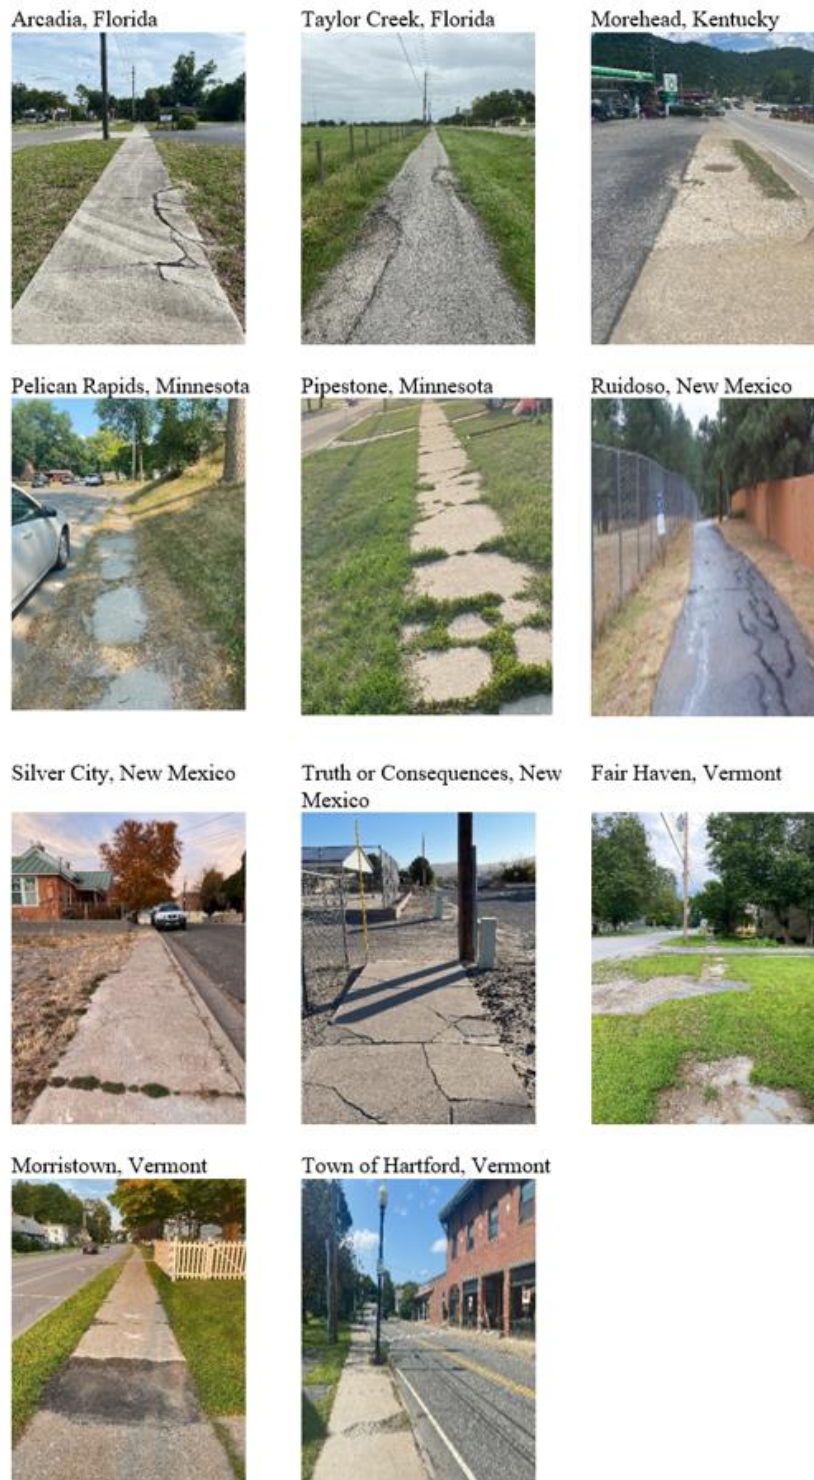 Arcadia, Florida
Taylor Creek, Florida
Morehead, Kentucky
Pelican Rapids, Minnesota
Pipestone, Minnesota
Ruidoso, New Mexico
Silver City, New Mexico
Truth or Consequences, New
Mexico
Fair Haven, Vermont
Morristown, Vermont
Town of Hartford, Vermont